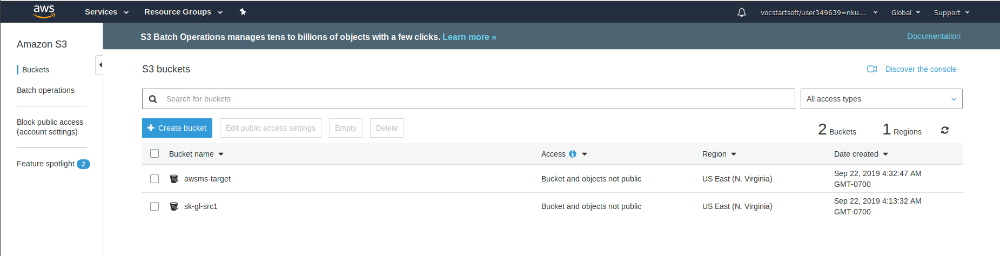 aws Services Resource Groups vocstartsoft/user349639=nku... Global Support
Amazon S3
Buckets
Batch operations
Block public access
(account settings)
Feature spotlight 2
S3 Batch Operations manages tens to billions of objects with a few clicks. Learn more » Documentation
S3 buckets Discover the console
Search for buckets All access types
Create bucket Edit public access settings Empty Delete 2 Buckets 1 Regions
Bucket name Access Region Date created
awsms-target Bucket and objects not public US East (N. Virginia) Sep 22, 2019 4:32:47 AM
GMT-0700
sk-gl-src1 Bucket and objects not public US East (N. Virginia) Sep 22, 2019 4:13:32 AM
GMT-0700